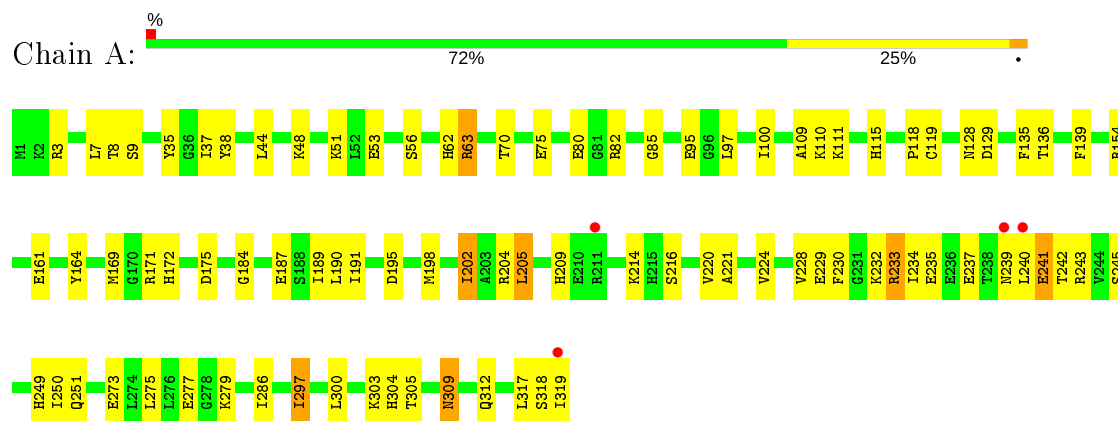 %
Chain A:
72% 25% •
M1 K2 R3 L7 T8 S9 Y35 G36 I37 Y38 L44 K48 K51 L52 E53 S56 H62 R63 T70 E75 E80 G81 R82 G85 E95 G96 L97 I100 A109 K110 K111 H115 P118 C119 N128 D129 F135 T136 F139 R154
E161 Y164 M169 G170 R171 H172 D175 G184 E187 S188 I189 L190 I191 D195 M198 I202 A203 R204 L205 H209 E210 R211 K214 H215 S216 V220 A221 V224 V228 E229 F230 G231 K232 R233 I234 E235 E236 E237 T238 N239 L240 E241 T242 R243 V244 S245
H249 I250 Q251 E273 L274 L275 L276 E277 G278 K279 I286 I297 L300 K303 H304 T305 N309 Q312 L317 S318 I319